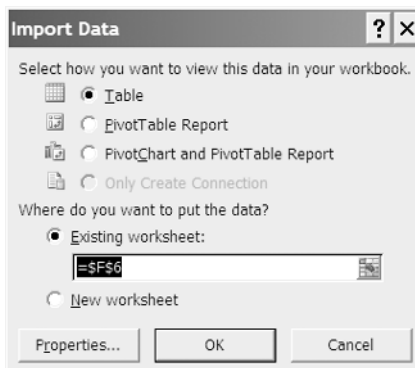 Import Data ? X
Select how you want to view this data in your workbook.
Table
PivotTable Report
PivotChart and PivotTable Report
Only Create Connection
Where do you want to put the data?
Existing worksheet:
=$F$6
New worksheet
Properties... OK Cancel